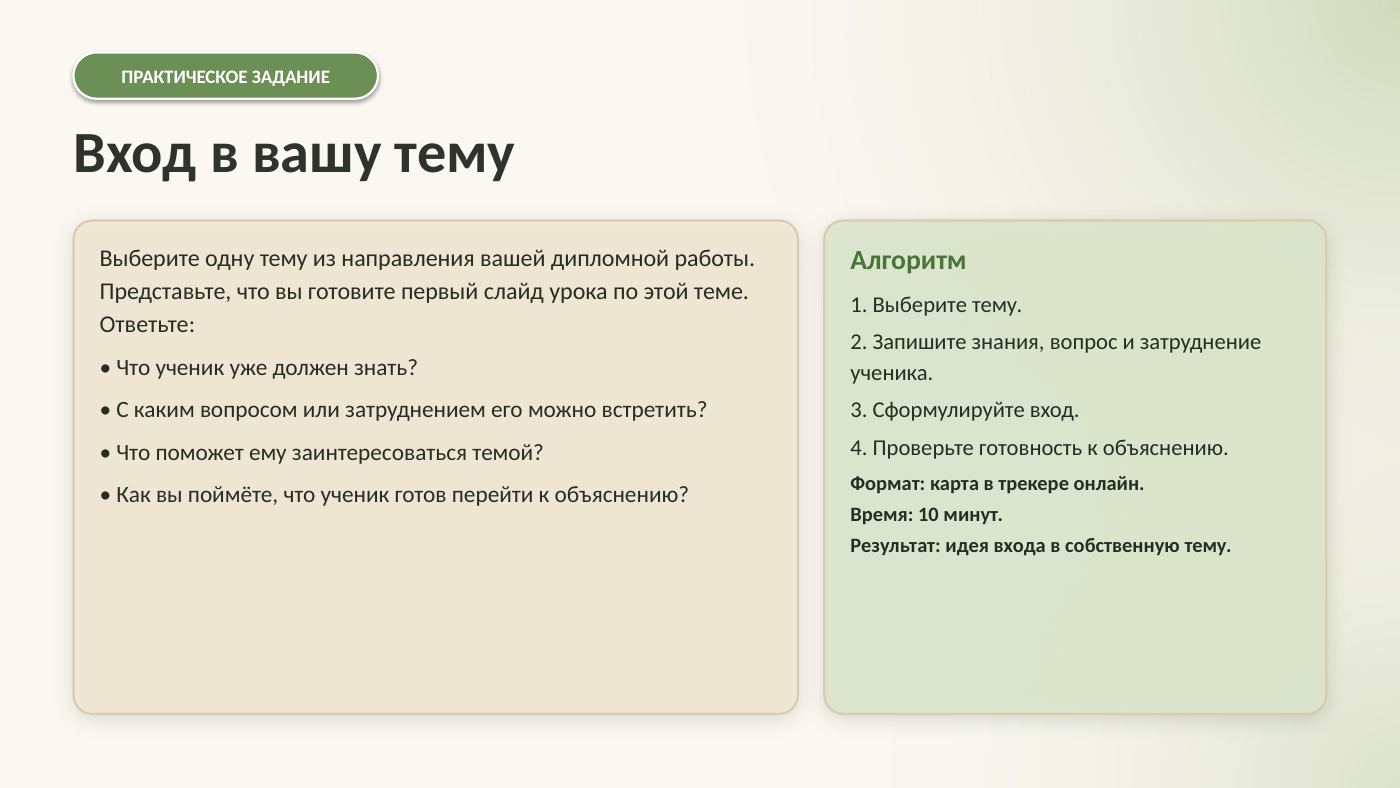 ПРАКТИЧЕСКОЕ ЗАДАНИЕ
Вход в вашу тему
Выберите одну тему из направления вашей дипломной работы.
Представьте, что вы готовите первый слайд урока по этой теме.
Ответьте:
• Что ученик уже должен знать?
• С каким вопросом или затруднением его можно встретить?
• Что поможет ему заинтересоваться темой?
• Как вы поймёте, что ученик готов перейти к объяснению?
Алгоритм
1. Выберите тему.
2. Запишите знания, вопрос и затруднение
ученика.
3. Сформулируйте вход.
4. Проверьте готовность к объяснению.
Формат: карта в трекере онлайн.
Время: 10 минут.
Результат: идея входа в собственную тему.